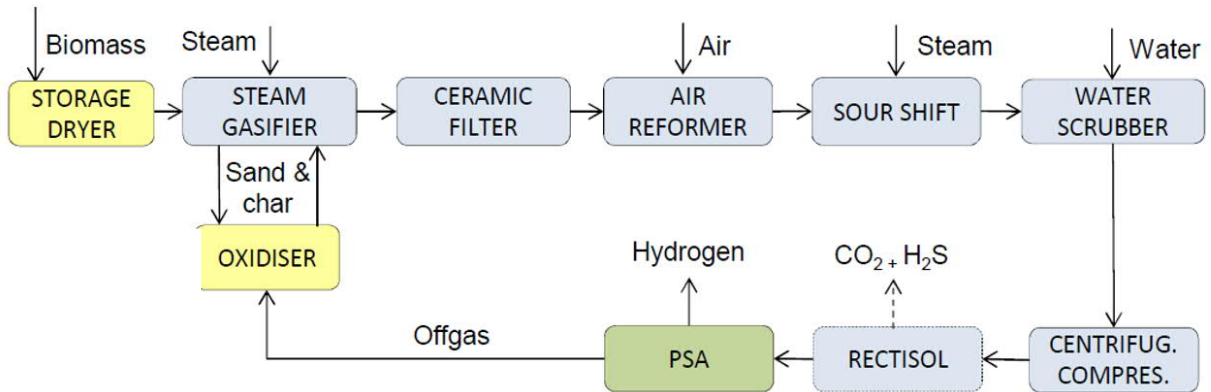 Biomass
Steam
Air
Steam
Water
STORAGE
DRYER
STEAM
GASIFIER
CERAMIC
FILTER
AIR
REFORMER
SOUR SHIFT
WATER
SCRUBBER
Sand &
char
OXIDISER
Hydrogen
CO₂ + H₂S
Offgas
PSA
RECTISOL
CENTRIFUG.
COMPRES.